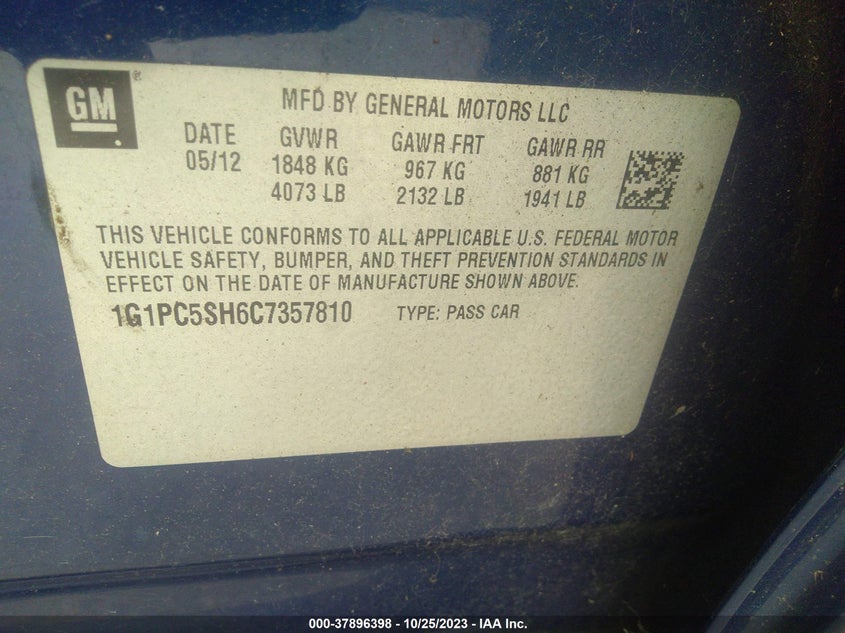 GM®
MFD BY GENERAL MOTORS LLC
DATE GVWR GAWR FRT GAWR RR
05/12 1848 KG 967 KG 881 KG
4073 LB 2132 LB 1941 LB
THIS VEHICLE CONFORMS TO ALL APPLICABLE U.S. FEDERAL MOTOR
VEHICLE SAFETY, BUMPER, AND THEFT PREVENTION STANDARDS IN
EFFECT ON THE DATE OF MANUFACTURE SHOWN ABOVE.
1G1PC5SH6C7357810 TYPE: PASS CAR
000-37896398 - 10/25/2023 - IAA Inc.